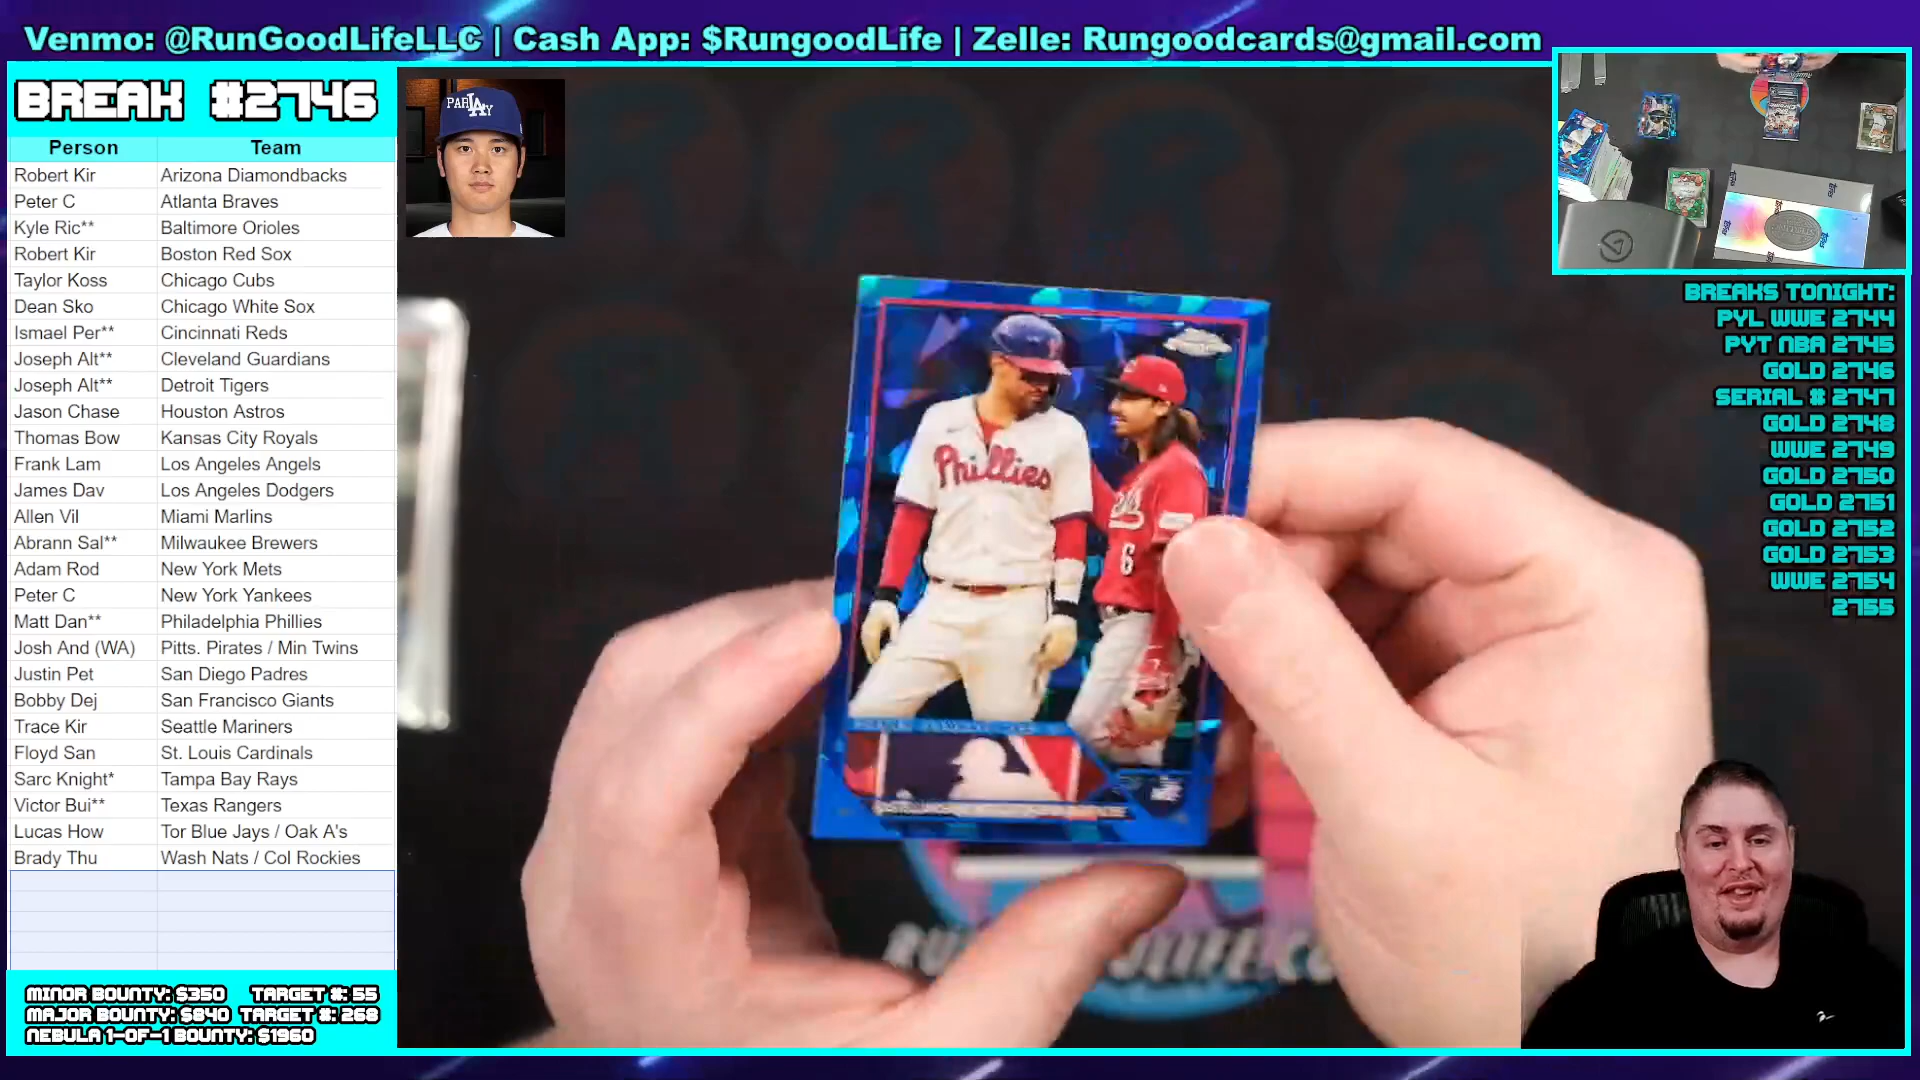 Venmo: @RunGoodLifeLLC | Cash App: $RungoodLife | Zelle: Rungoodcards@gmail.com
BREAK #2746
Person Team
Robert Kir Arizona Diamondbacks
Peter C Atlanta Braves
Kyle Ric** Baltimore Orioles
Robert Kir Boston Red Sox
Taylor Koss Chicago Cubs
Dean Sko Chicago White Sox
Ismael Per** Cincinnati Reds
Joseph Alt** Cleveland Guardians
Joseph Alt** Detroit Tigers
Jason Chase Houston Astros
Thomas Bow Kansas City Royals
Frank Lam Los Angeles Angels
James Dav Los Angeles Dodgers
Allen Vil Miami Marlins
Abrann Sal** Milwaukee Brewers
Adam Rod New York Mets
Peter C New York Yankees
Matt Dan** Philadelphia Phillies
Josh And (WA) Pitts. Pirates / Min Twins
Justin Pet San Diego Padres
Bobby Dej San Francisco Giants
Trace Kir Seattle Mariners
Floyd San St. Louis Cardinals
Sarc Knight* Tampa Bay Rays
Victor Bui** Texas Rangers
Lucas How Tor Blue Jays / Oak A's
Brady Thu Wash Nats / Col Rockies
MINOR BOUNTY: $350 TARGET #: 55
MAJOR BOUNTY: $840 TARGET #: 268
NEBULA 1-OF-1 BOUNTY: $1960
PARLAY
Phillies
6
BREAKS TONIGHT:
PYL WWE 2744
PYT NBA 2745
GOLD 2746
SERIAL # 2747
GOLD 2748
WWE 2749
GOLD 2750
GOLD 2751
GOLD 2752
GOLD 2753
WWE 2754
2755